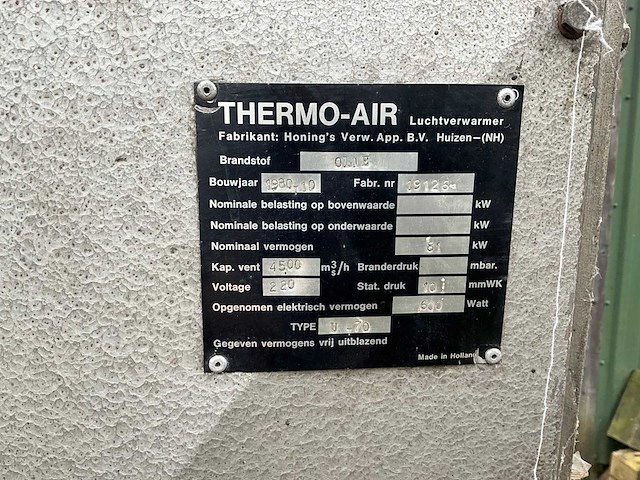 THERMO-AIR Luchtverwarmer
Fabrikant: Honing's Verw. App. B.V. Huizen-(NH)
Brandstof
Bouwjaar 1980-10 Fabr. nr
Nominale belasting op bovenwaarde kW
Nominale belasting op onderwaarde kW
Nominaal vermogen 81 kW
Kap. vent 4500 m³/h s Branderdruk mbar.
Voltage 220 Stat. druk mmWK
Opgenomen elektrisch vermogen Watt
TYPE
Gegeven vermogens vrij uitblazend
Made in Holland